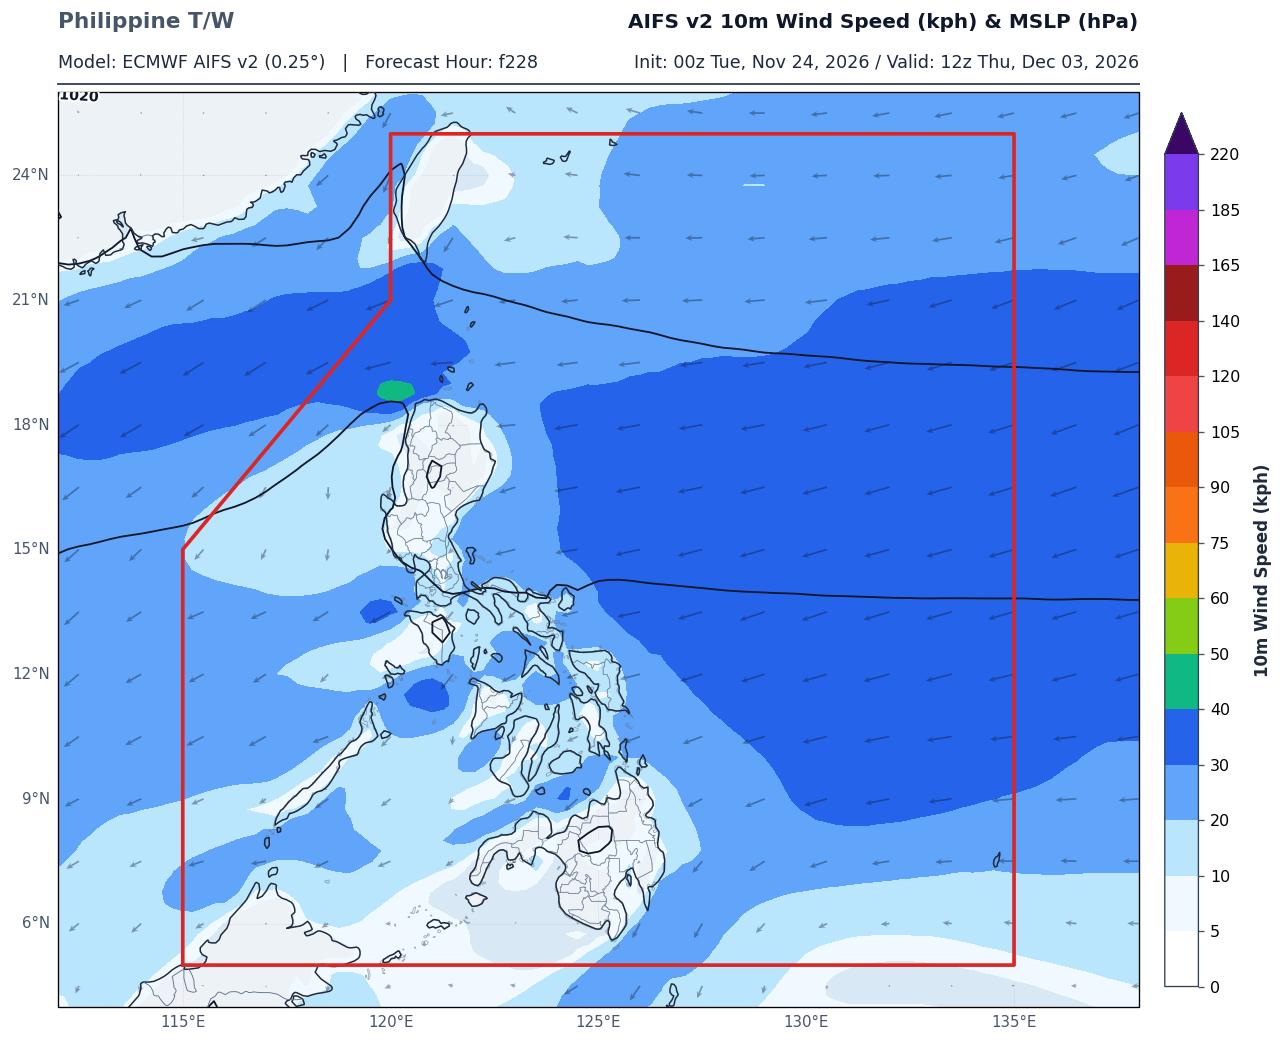 Philippine T/W
AIFS v2 10m Wind Speed (kph) & MSLP (hPa)
Model: ECMWF AIFS v2 (0.25°) | Forecast Hour: f228
Init: 00z Tue, Nov 24, 2026 / Valid: 12z Thu, Dec 03, 2026
1020
24°N
21°N
18°N
15°N
12°N
9°N
6°N
115°E
120°E
125°E
130°E
135°E
220
185
165
140
120
105
90
75
60
50
40
30
20
10
5
0
10m Wind Speed (kph)